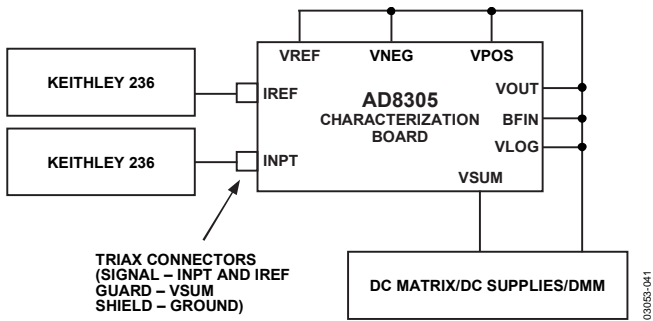 VREF VNEG VPOS
KEITHLEY 236
IREF
AD8305
CHARACTERIZATION
BOARD
VOUT
BFIN
VLOG
KEITHLEY 236
INPT
VSUM
TRIAX CONNECTORS
(SIGNAL – INPT AND IREF
GUARD – VSUM
SHIELD – GROUND)
DC MATRIX/DC SUPPLIES/DMM
03053-041